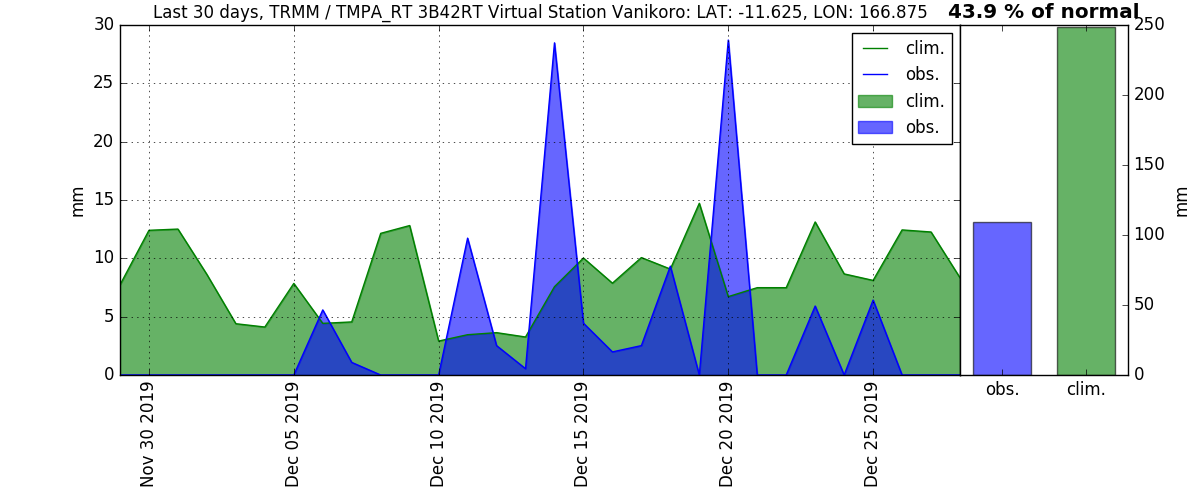 Last 30 days, TRMM / TMPA_RT 3B42RT Virtual Station Vanikoro: LAT: -11.625, LON: 166.875
43.9 % of normal
30
25
20
15
10
5
0
mm
clim.
obs.
clim.
obs.
Nov 30 2019
Dec 05 2019
Dec 10 2019
Dec 15 2019
Dec 20 2019
Dec 25 2019
250
200
150
100
50
0
mm
obs.
clim.